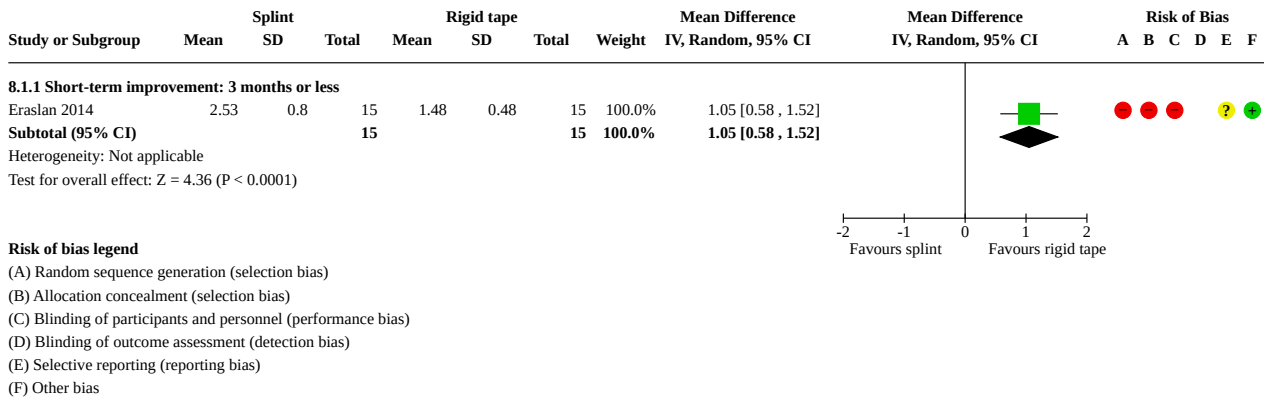 Splint Rigid tape Mean Difference Mean Difference Risk of Bias
Study or Subgroup Mean SD Total Mean SD Total Weight IV, Random, 95% CI IV, Random, 95% CI A B C D E F
8.1.1 Short-term improvement: 3 months or less
Eraslan 2014 2.53 0.8 15 1.48 0.48 15 100.0% 1.05 [0.58 , 1.52] − − − ? +
Subtotal (95% CI) 15 15 100.0% 1.05 [0.58 , 1.52]
Heterogeneity: Not applicable
Test for overall effect: Z = 4.36 (P < 0.0001)
-2 -1 0 1 2
Favours splint Favours rigid tape
Risk of bias legend
(A) Random sequence generation (selection bias)
(B) Allocation concealment (selection bias)
(C) Blinding of participants and personnel (performance bias)
(D) Blinding of outcome assessment (detection bias)
(E) Selective reporting (reporting bias)
(F) Other bias